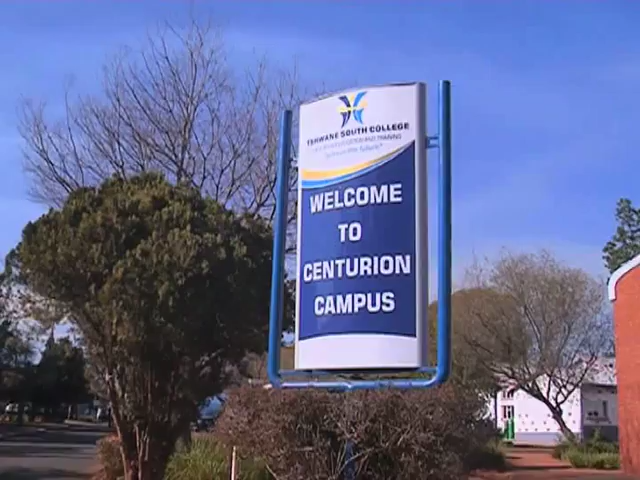 TSHWANE SOUTH COLLEGE
WELCOME
TO
CENTURION
CAMPUS